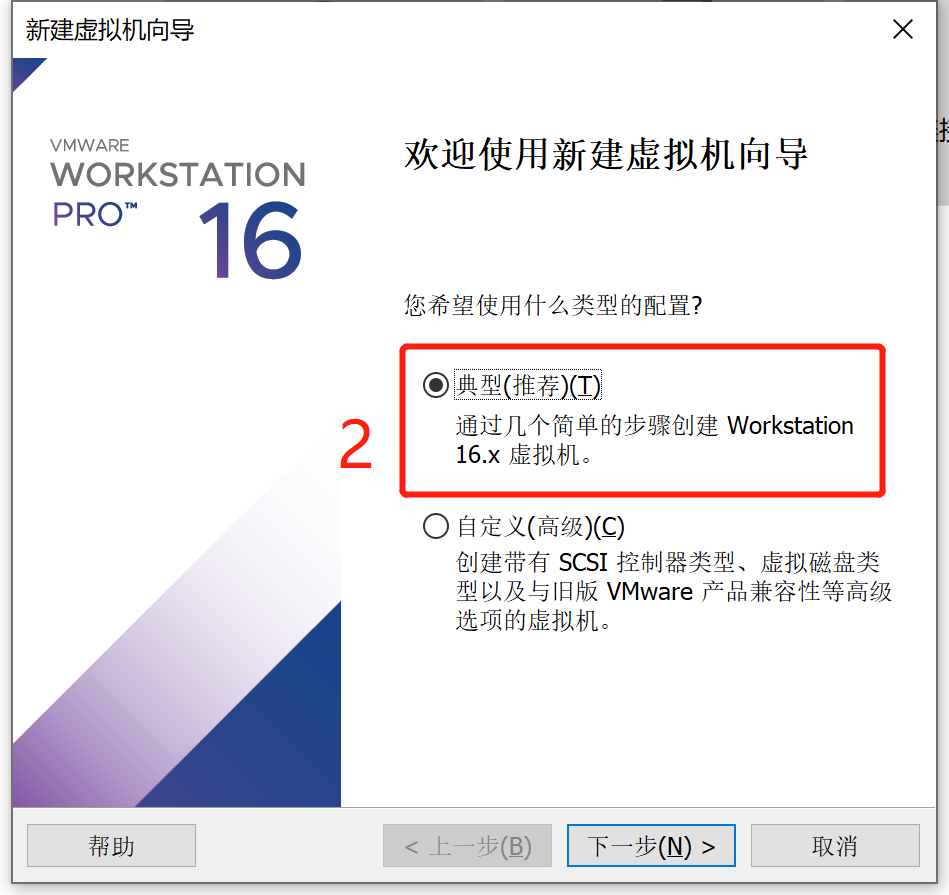 新建虚拟机向导
VMWARE
WORKSTATION
PRO™
16
欢迎使用新建虚拟机向导
您希望使用什么类型的配置?
典型(推荐)(T)
通过几个简单的步骤创建 Workstation
16.x 虚拟机。
2
自定义(高级)(C)
创建带有 SCSI 控制器类型、虚拟磁盘类
型以及与旧版 VMware 产品兼容性等高级
选项的虚拟机。
帮助
< 上一步(B)
下一步(N) >
取消